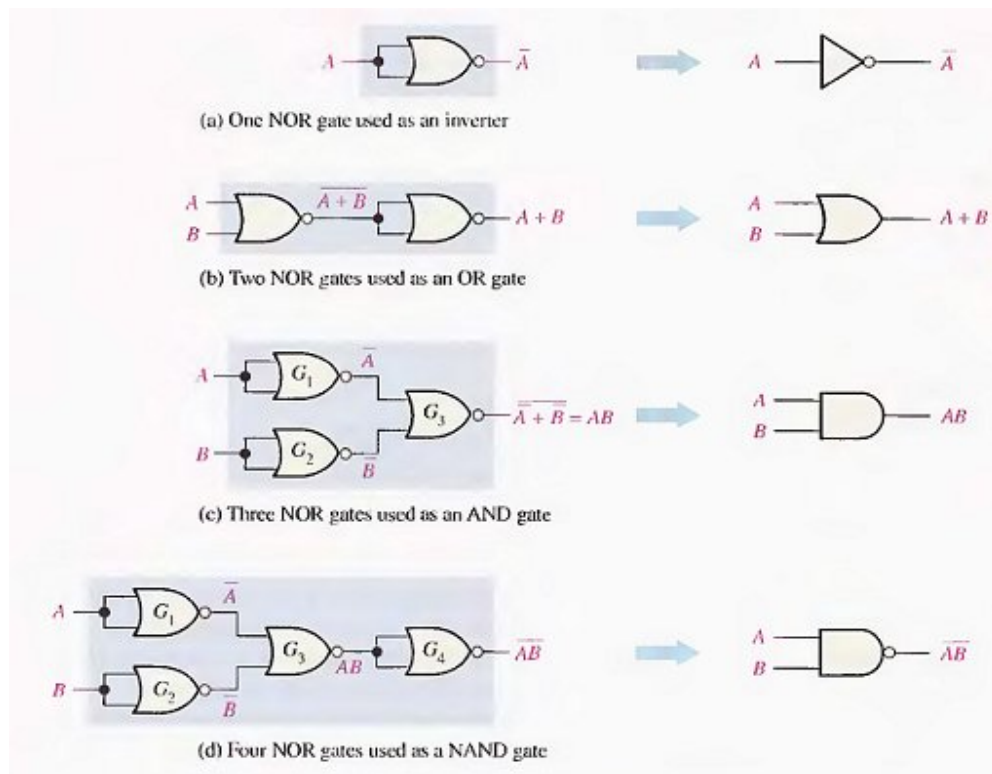 A A̅ A A̅
(a) One NOR gate used as an inverter
A̅ ̅+̅ ̅B̅
A A + B A A + B
B B
(b) Two NOR gates used as an OR gate
A̅
A G₁ A
G₃ A̅̅ ̅+̅ ̅B̅̅ = AB AB
B G₂ B
B̅
(c) Three NOR gates used as an AND gate
A̅
A G₁ A
G₃ AB G₄ A̅B̅ A̅B̅
B G₂ B
B̅
(d) Four NOR gates used as a NAND gate